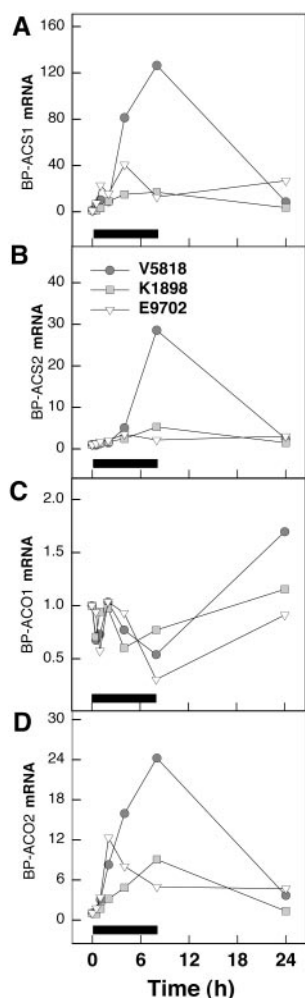 A
160
120
80
40
0
BP-ACS1 mRNA
B
V5818
K1898
E9702
40
30
20
10
0
BP-ACS2 mRNA
C
2.0
1.5
1.0
0.5
BP-ACO1 mRNA
D
30
24
18
12
6
0
BP-ACO2 mRNA
0 6 12 18 24
Time (h)